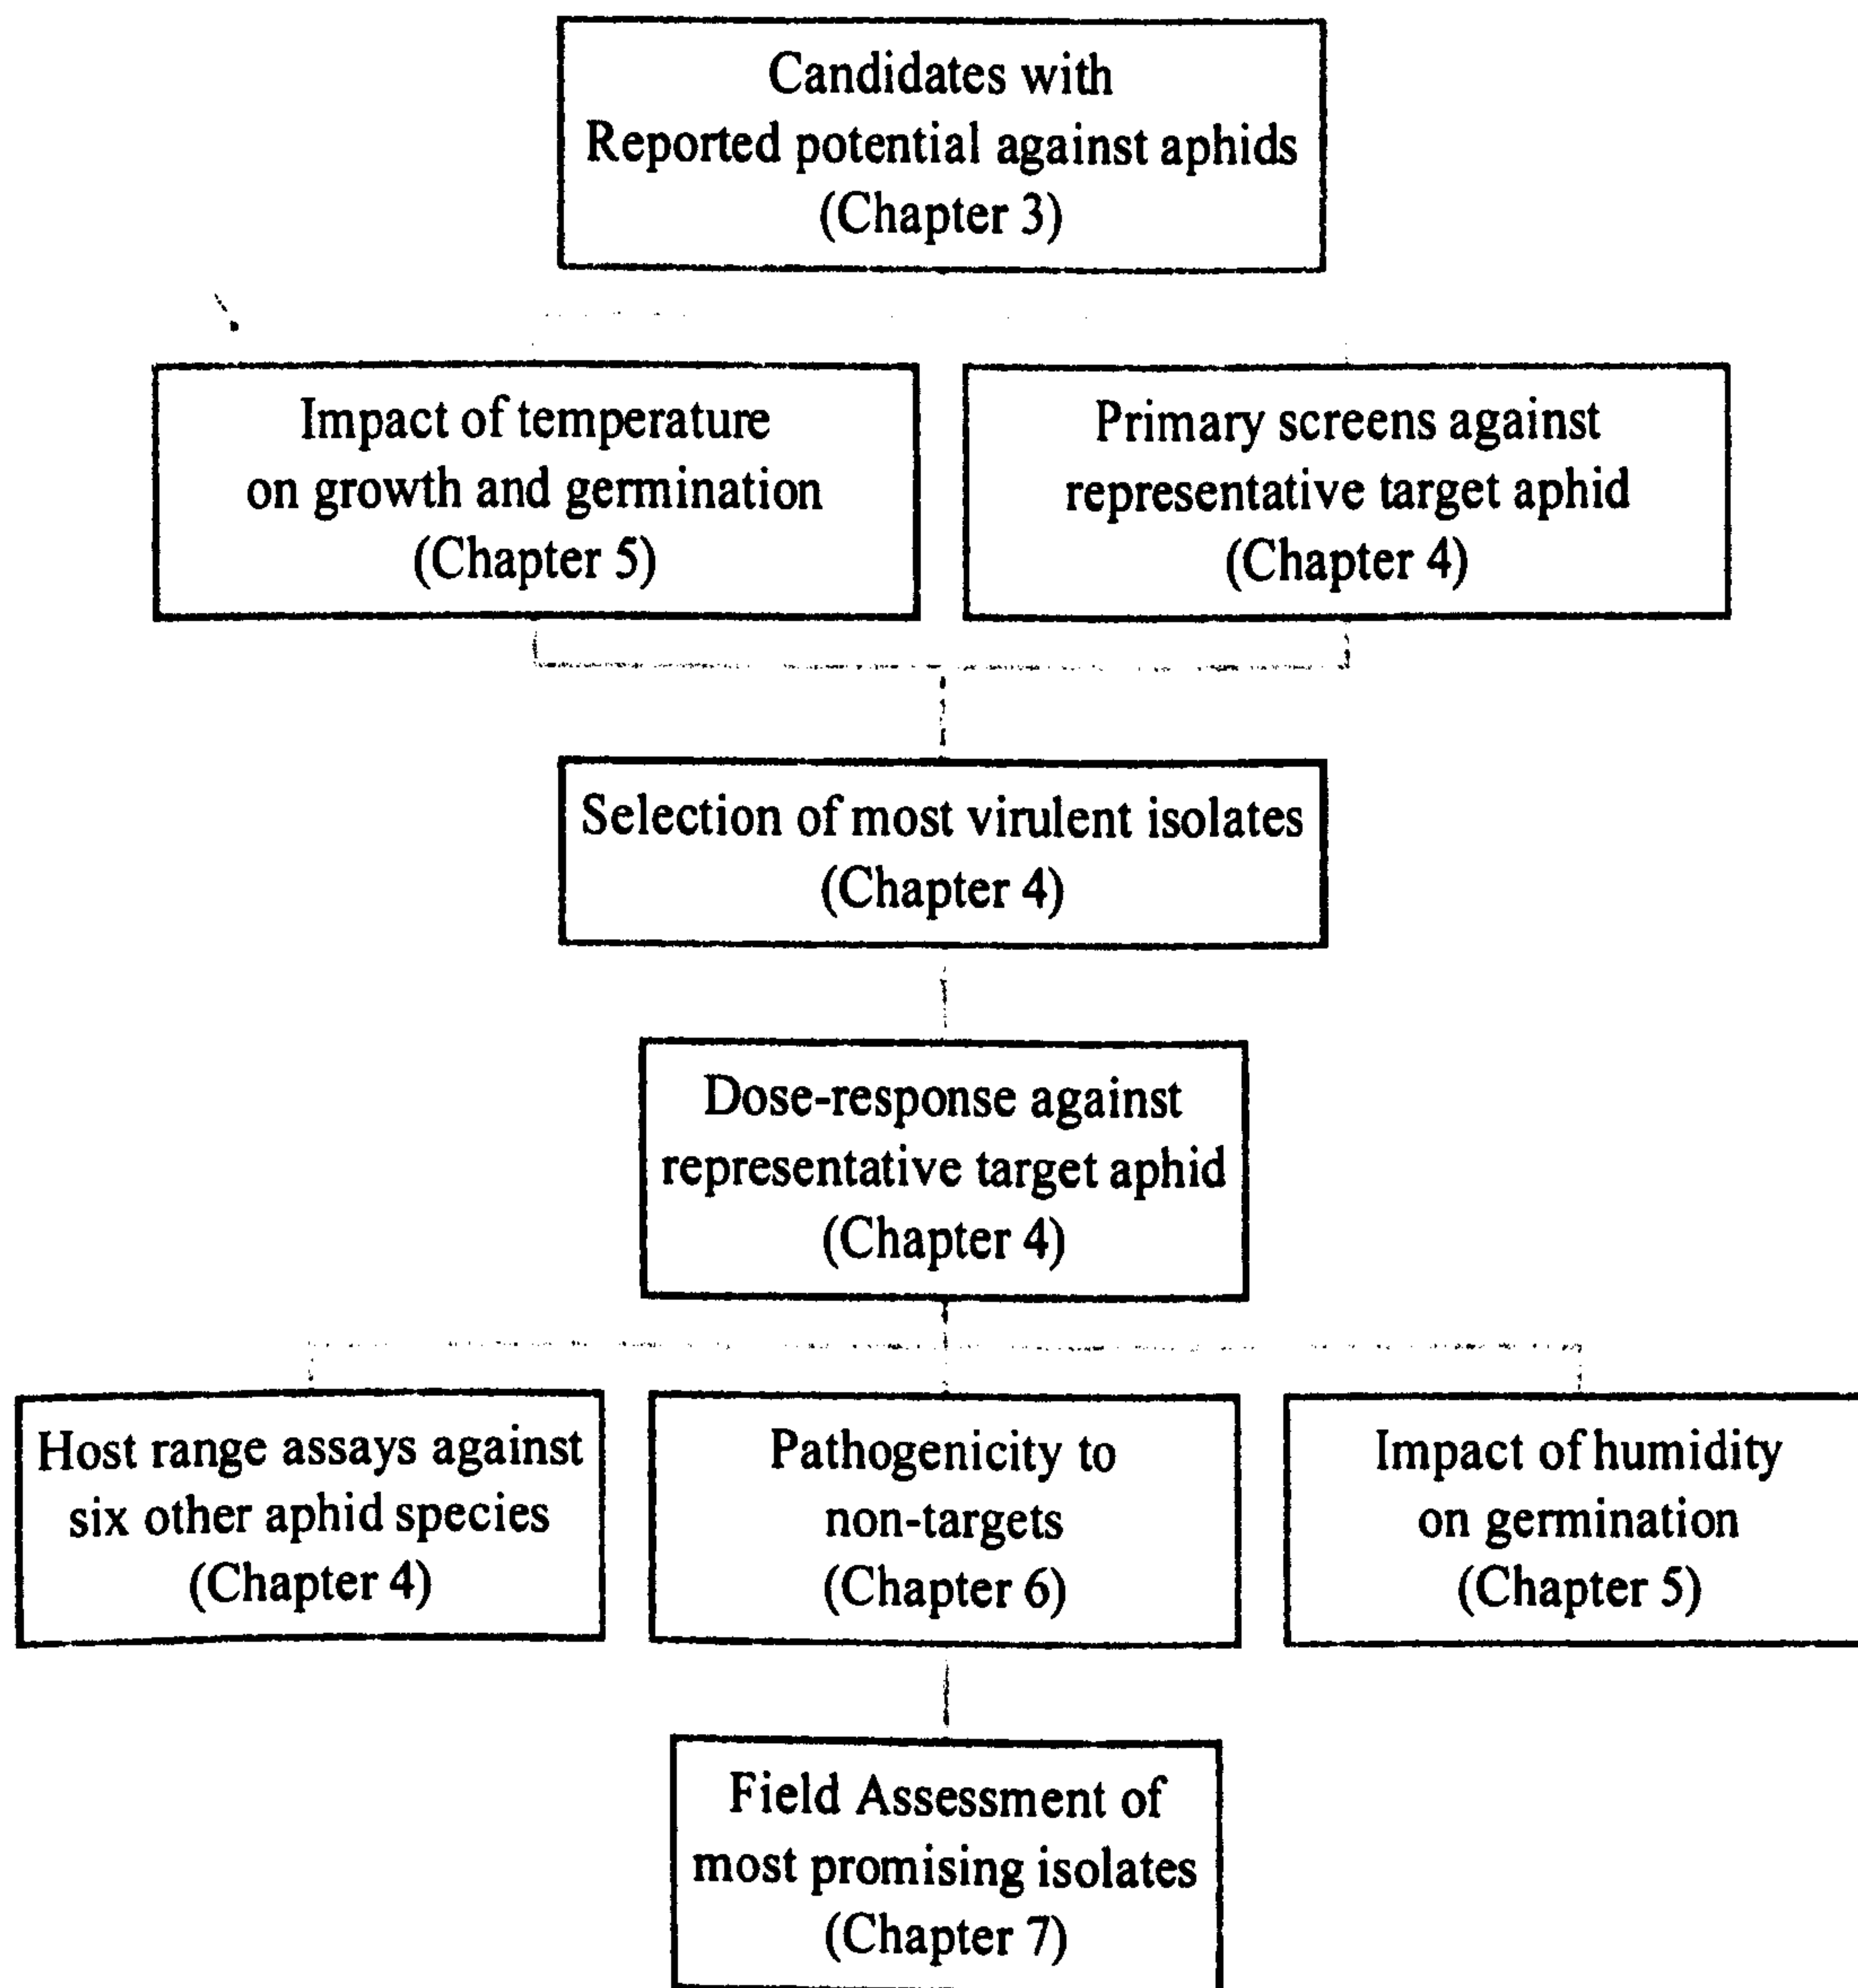 Candidates with
Reported potential against aphids
(Chapter 3)
Impact of temperature
on growth and germination
(Chapter 5)
Primary screens against
representative target aphid
(Chapter 4)
Selection of most virulent isolates
(Chapter 4)
Dose-response against
representative target aphid
(Chapter 4)
Host range assays against
six other aphid species
(Chapter 4)
Pathogenicity to
non-targets
(Chapter 6)
Impact of humidity
on germination
(Chapter 5)
Field Assessment of
most promising isolates
(Chapter 7)